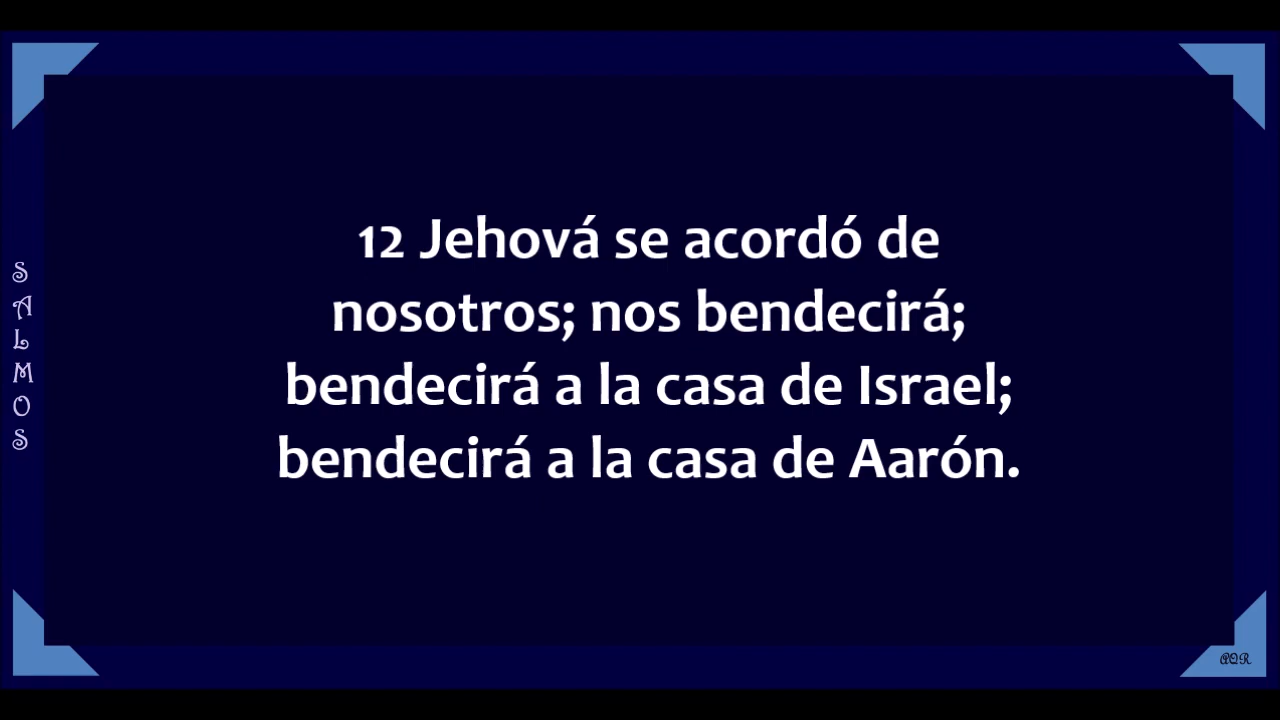 SALMOS
12 Jehová se acordó de
nosotros; nos bendecirá;
bendecirá a la casa de Israel;
bendecirá a la casa de Aarón.